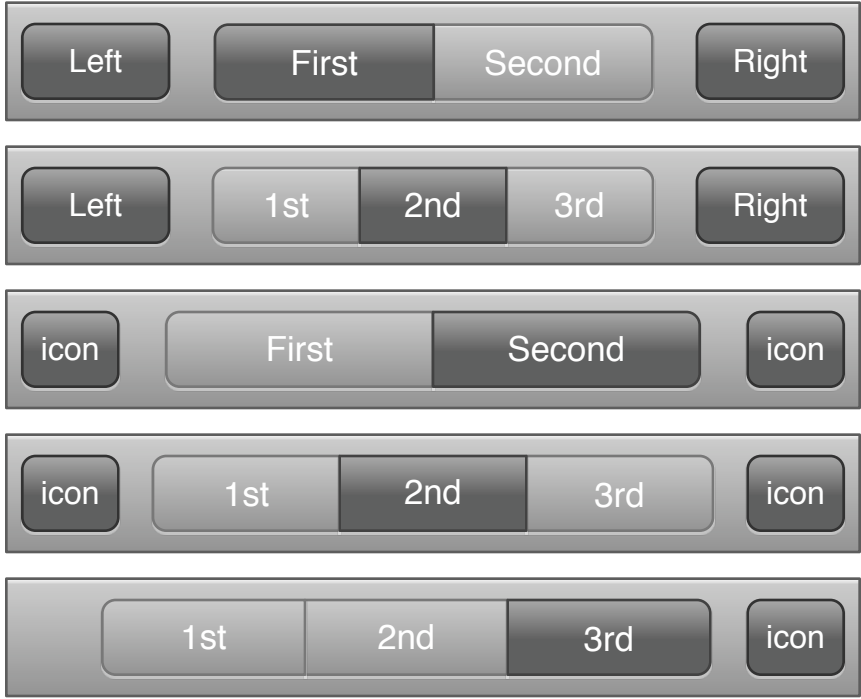 Left First Second Right
Left 1st 2nd 3rd Right
icon First Second icon
icon 1st 2nd 3rd icon
1st 2nd 3rd icon